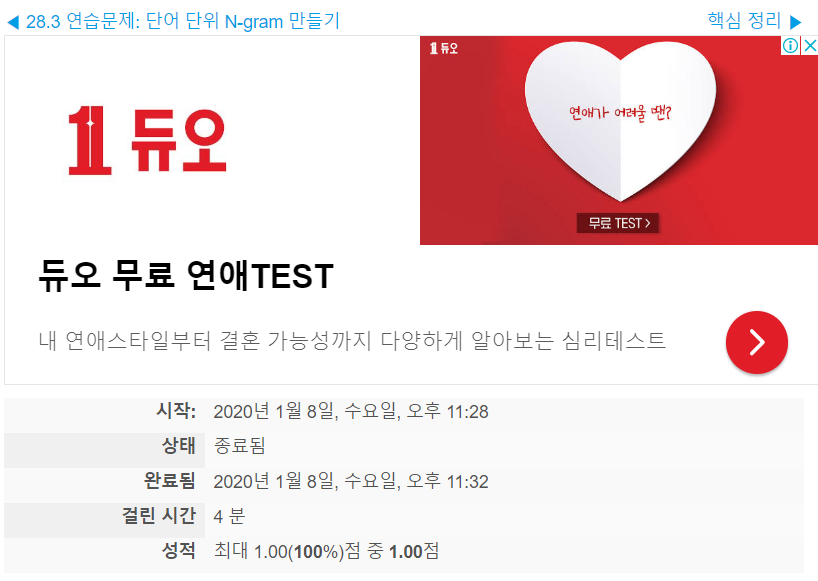 ◀ 28.3 연습문제: 단어 단위 N-gram 만들기
핵심 정리 ▶
1 듀오
연애가 어려울 땐?
무료 TEST >
1 듀오
듀오 무료 연애TEST
내 연애스타일부터 결혼 가능성까지 다양하게 알아보는 심리테스트
시작: 2020년 1월 8일, 수요일, 오후 11:28
상태 종료됨
완료됨 2020년 1월 8일, 수요일, 오후 11:32
걸린 시간 4 분
성적 최대 1.00(100%)점 중 1.00점